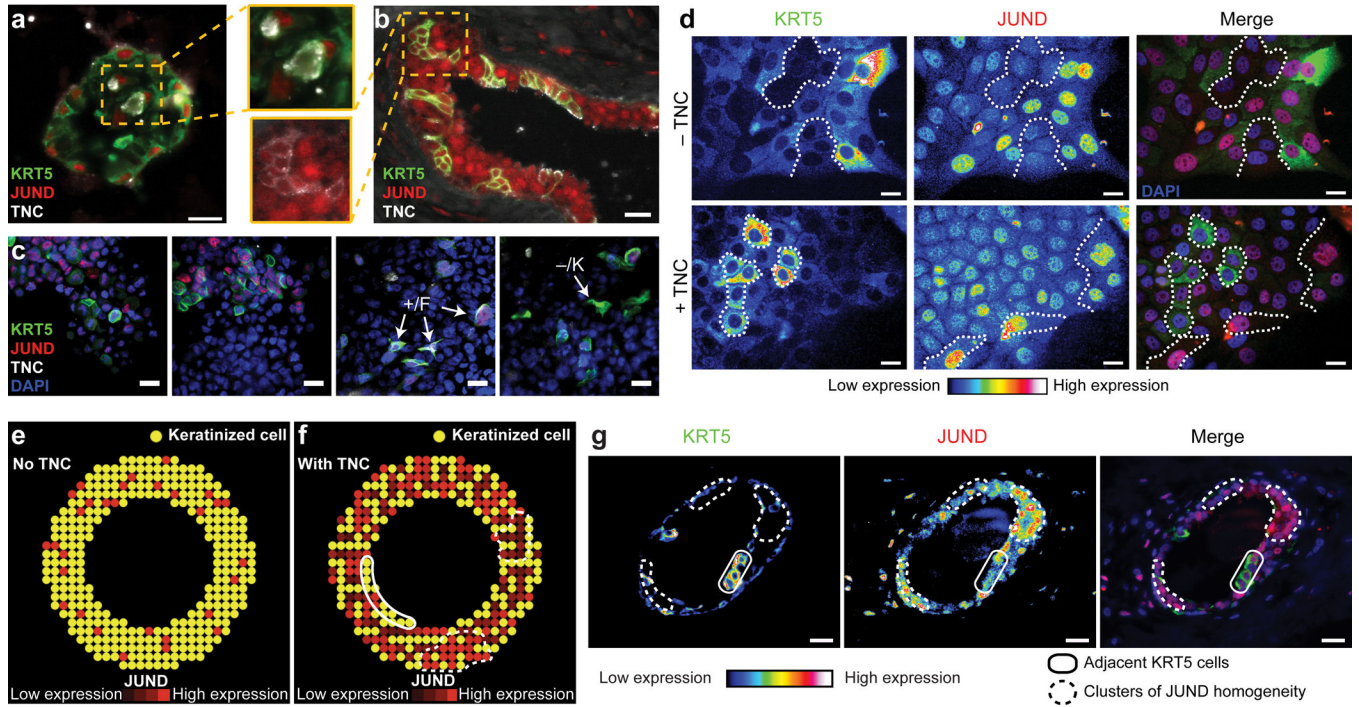 a
KRT5
JUND
TNC
b
KRT5
JUND
TNC
c
KRT5
JUND
TNC
DAPI
+/F
–/K
d
KRT5
JUND
Merge
– TNC
DAPI
+ TNC
Low expression
High expression
e
Keratinized cell
No TNC
JUND
Low expression
High expression
f
Keratinized cell
With TNC
JUND
Low expression
High expression
g
KRT5
JUND
Merge
Low expression
High expression
Adjacent KRT5 cells
Clusters of JUND homogeneity